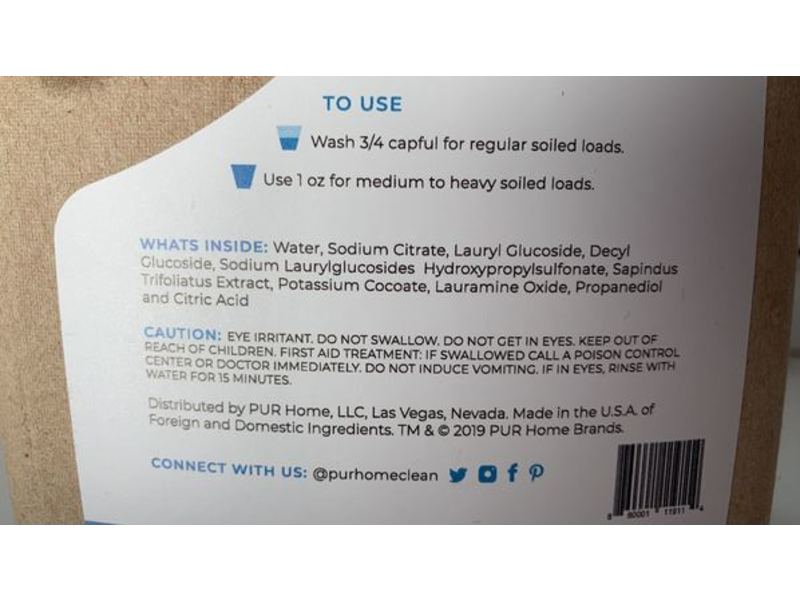 TO USE
Wash 3/4 capful for regular soiled loads.
Use 1 oz for medium to heavy soiled loads.
WHATS INSIDE: Water, Sodium Citrate, Lauryl Glucoside, Decyl
Glucoside, Sodium Laurylglucosides Hydroxypropylsulfonate, Sapindus
Trifoliatus Extract, Potassium Cocoate, Lauramine Oxide, Propanediol
and Citric Acid
CAUTION: EYE IRRITANT. DO NOT SWALLOW. DO NOT GET IN EYES. KEEP OUT OF
REACH OF CHILDREN. FIRST AID TREATMENT: IF SWALLOWED CALL A POISON CONTROL
CENTER OR DOCTOR IMMEDIATELY. DO NOT INDUCE VOMITING. IF IN EYES, RINSE WITH
WATER FOR 15 MINUTES.
Distributed by PUR Home, LLC, Las Vegas, Nevada. Made in the U.S.A. of
Foreign and Domestic Ingredients. TM & © 2019 PUR Home Brands.
CONNECT WITH US: @purhomeclean
8 60001 11911 4